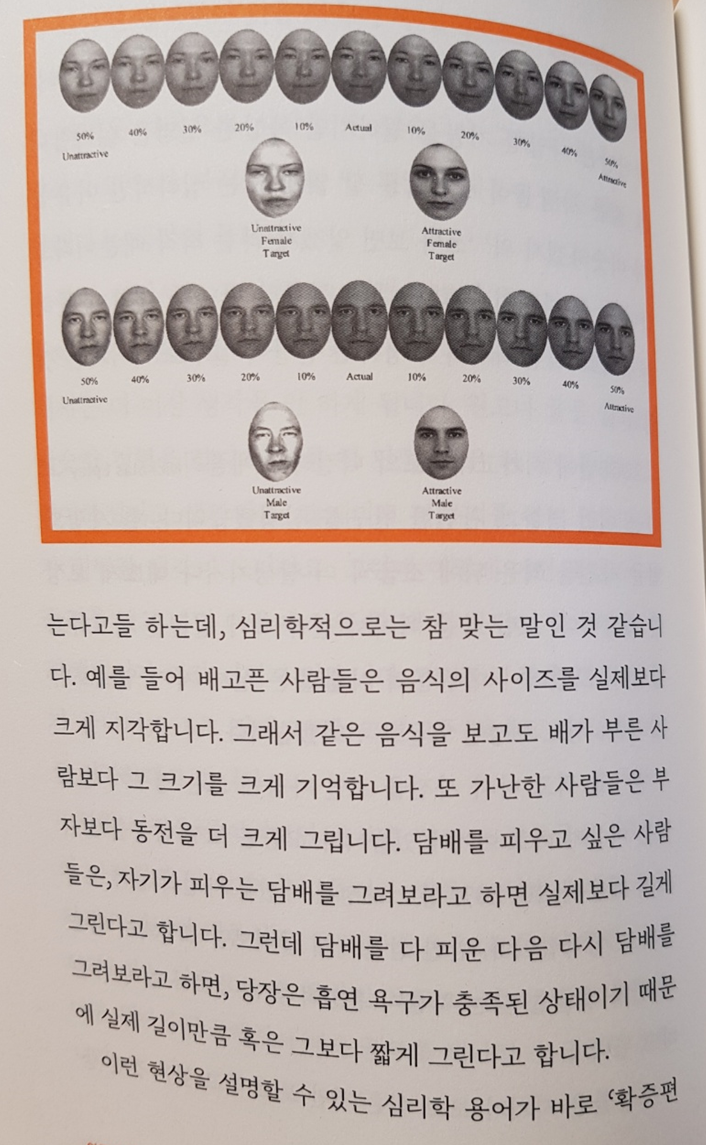 50% 40% 30% 20% 10% Actual 10% 20% 30% 40% 50%
Unattractive Attractive
Unattractive Attractive
Female Female
Target Target
50% 40% 30% 20% 10% Actual 10% 20% 30% 40% 50%
Unattractive Attractive
Unattractive Attractive
Male Male
Target Target
는다고들 하는데, 심리학적으로는 참 맞는 말인 것 같습니
다. 예를 들어 배고픈 사람들은 음식의 사이즈를 실제보다
크게 지각합니다. 그래서 같은 음식을 보고도 배가 부른 사
람보다 그 크기를 크게 기억합니다. 또 가난한 사람들은 부
자보다 동전을 더 크게 그립니다. 담배를 피우고 싶은 사람
들은, 자기가 피우는 담배를 그려보라고 하면 실제보다 길게
그린다고 합니다. 그런데 담배를 다 피운 다음 다시 담배를
그려보라고 하면, 당장은 흡연 욕구가 충족된 상태이기 때문
에 실제 길이만큼 혹은 그보다 짧게 그린다고 합니다.
이런 현상을 설명할 수 있는 심리학 용어가 바로 ‘확증편